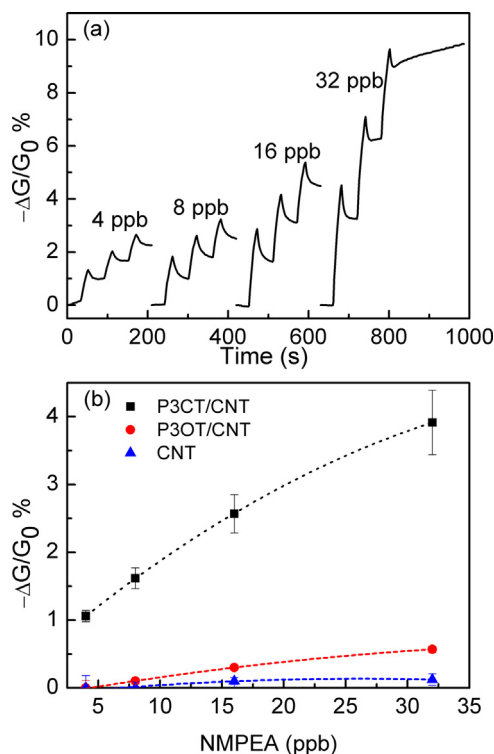 (a)
10
8
6
4
2
0
−ΔG/G₀ %
4 ppb
8 ppb
16 ppb
32 ppb
0 200 400 600 800 1000
Time (s)
(b)
P3CT/CNT
P3OT/CNT
CNT
4
3
2
1
0
−ΔG/G₀ %
5 10 15 20 25 30 35
NMPEA (ppb)